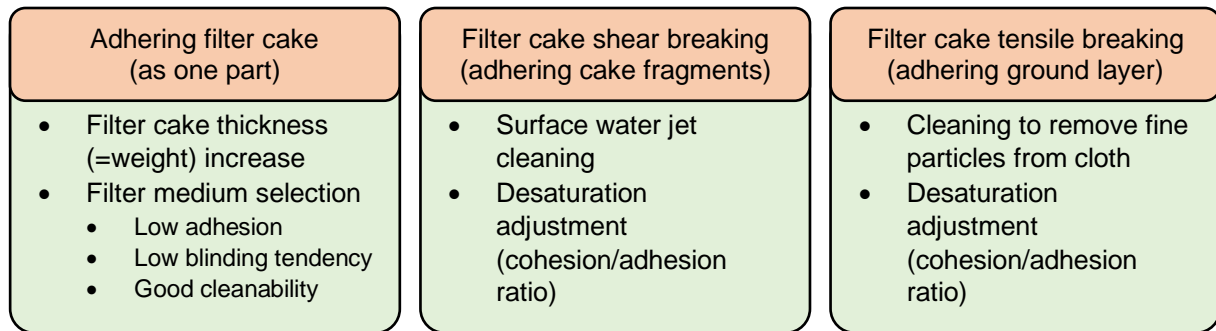 Adhering filter cake
(as one part)
• Filter cake thickness
(=weight) increase
• Filter medium selection
• Low adhesion
• Low blinding tendency
• Good cleanability
Filter cake shear breaking
(adhering cake fragments)
• Surface water jet
cleaning
• Desaturation
adjustment
(cohesion/adhesion
ratio)
Filter cake tensile breaking
(adhering ground layer)
• Cleaning to remove fine
particles from cloth
• Desaturation
adjustment
(cohesion/adhesion
ratio)